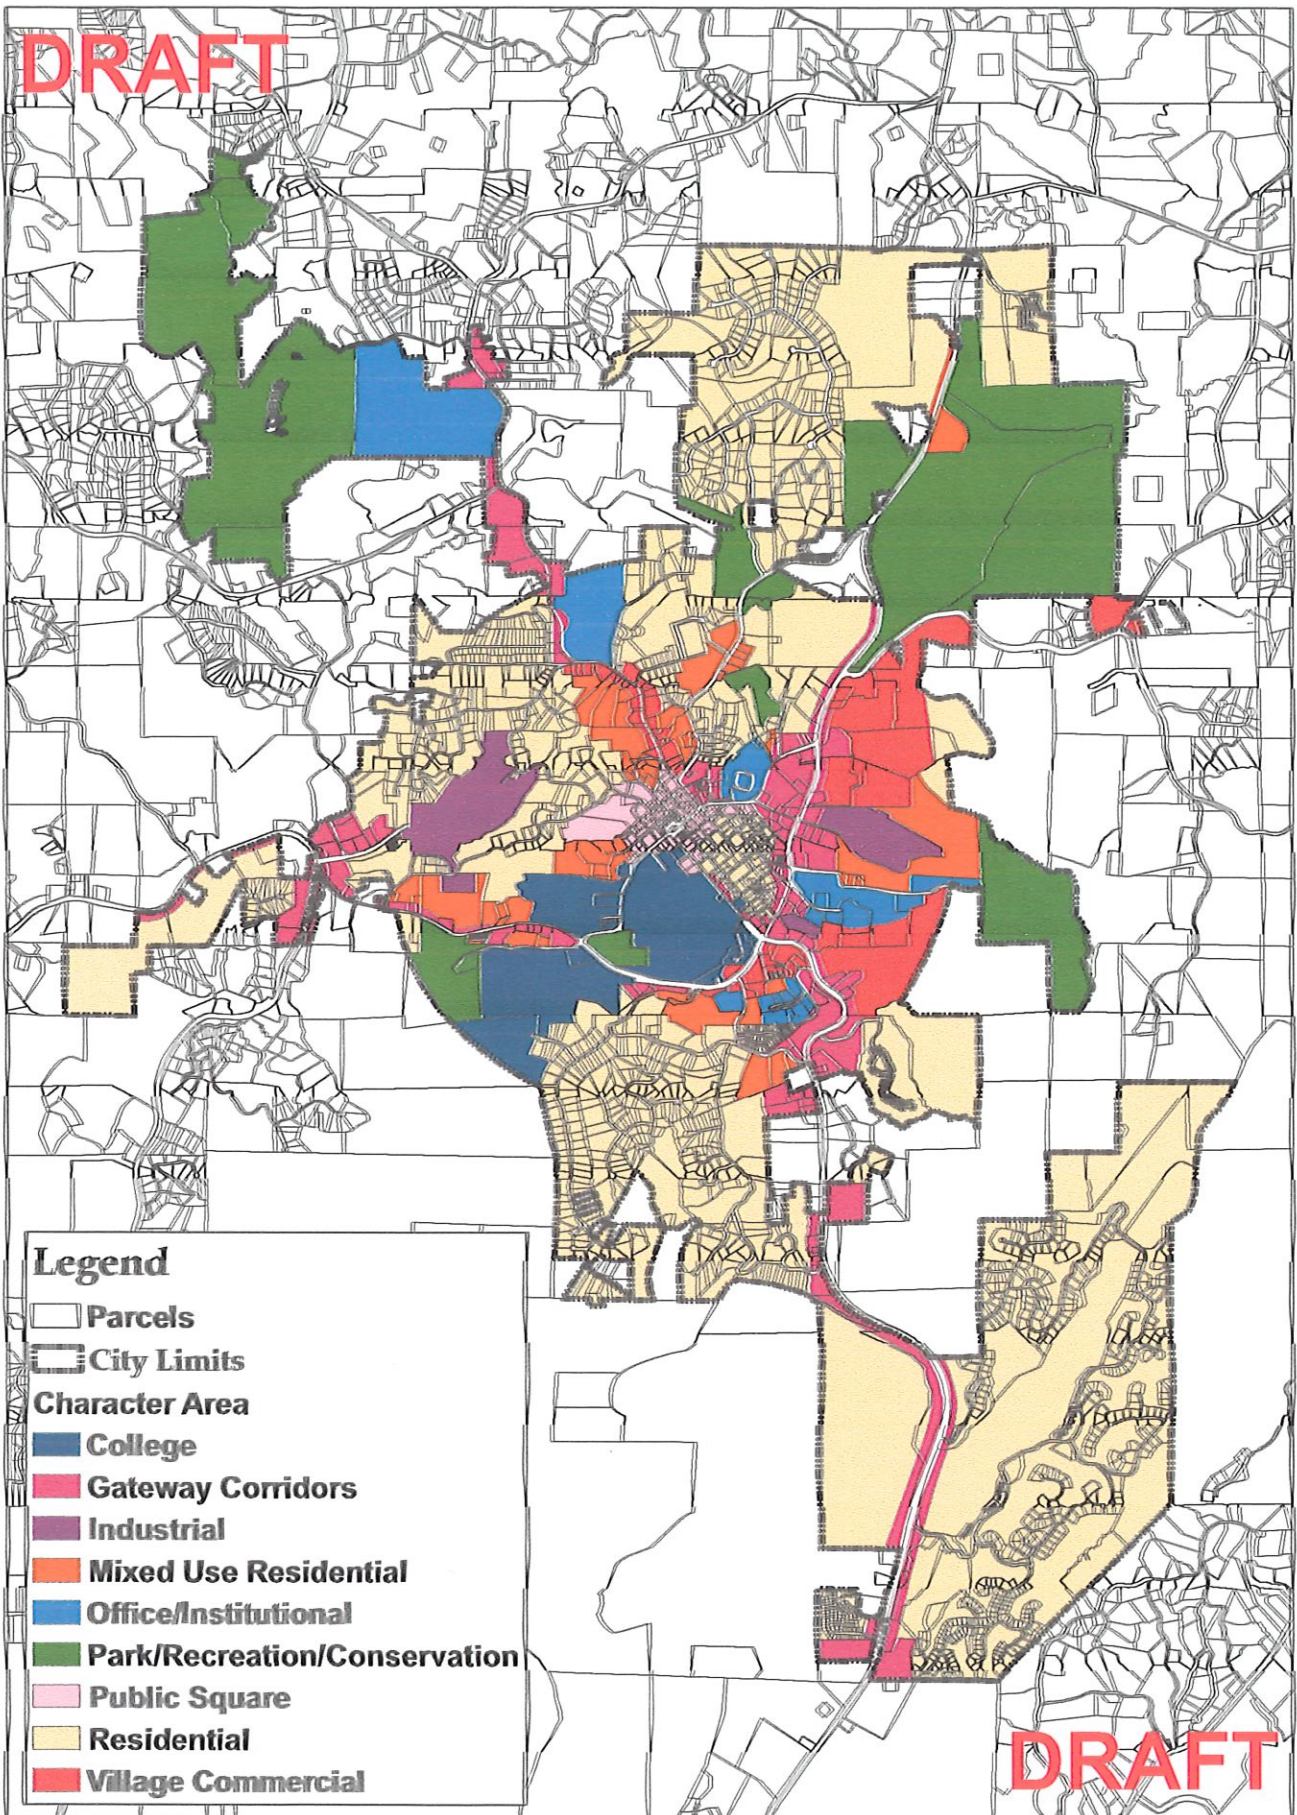 DRAFT
Legend
Parcels
City Limits
Character Area
College
Gateway Corridors
Industrial
Mixed Use Residential
Office/Institutional
Park/Recreation/Conservation
Public Square
Residential
Village Commercial
DRAFT